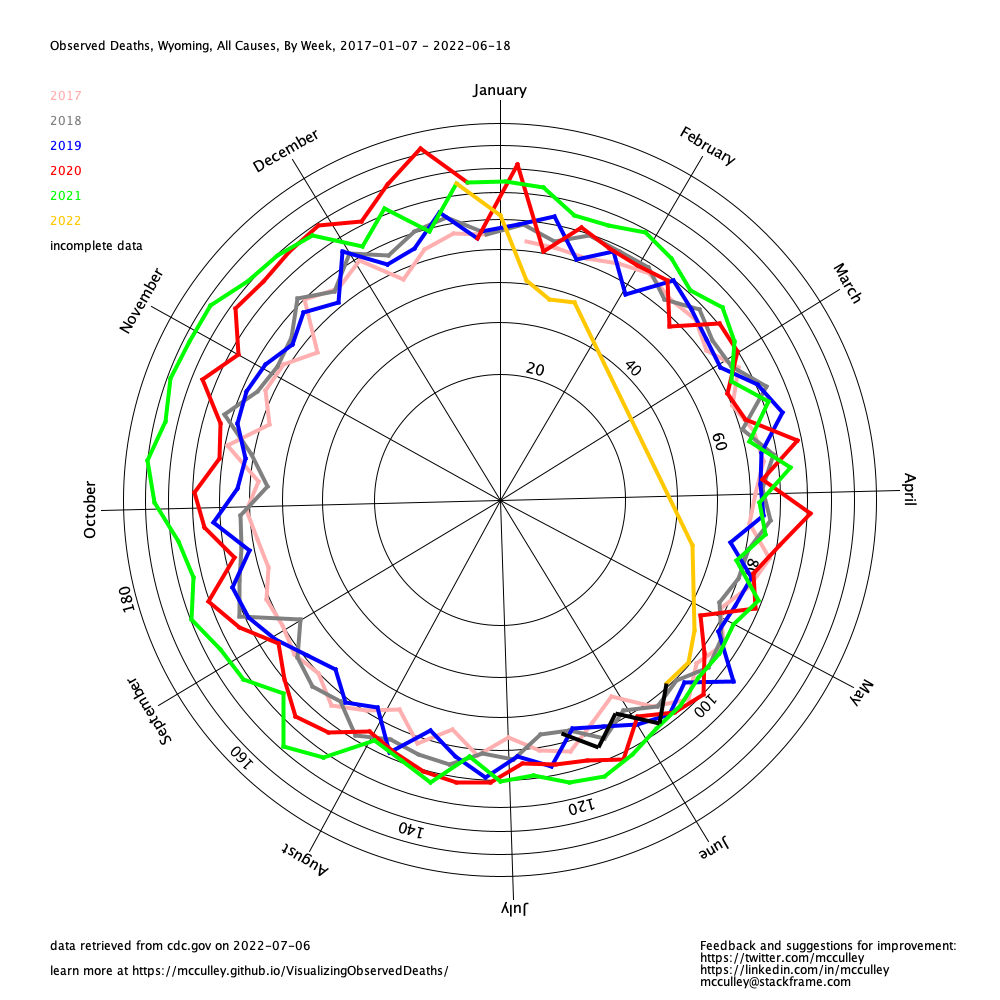 Observed Deaths, Wyoming, All Causes, By Week, 2017-01-07 - 2022-06-18
2017
2018
2019
2020
2021
2022
incomplete data
January
February
March
April
May
June
July
August
September
October
November
December
20
40
60
80
100
120
140
160
180
data retrieved from cdc.gov on 2022-07-06
learn more at https://mcculley.github.io/VisualizingObservedDeaths/
Feedback and suggestions for improvement:
https://twitter.com/mcculley
https://linkedin.com/in/mcculley
mcculley@stackframe.com